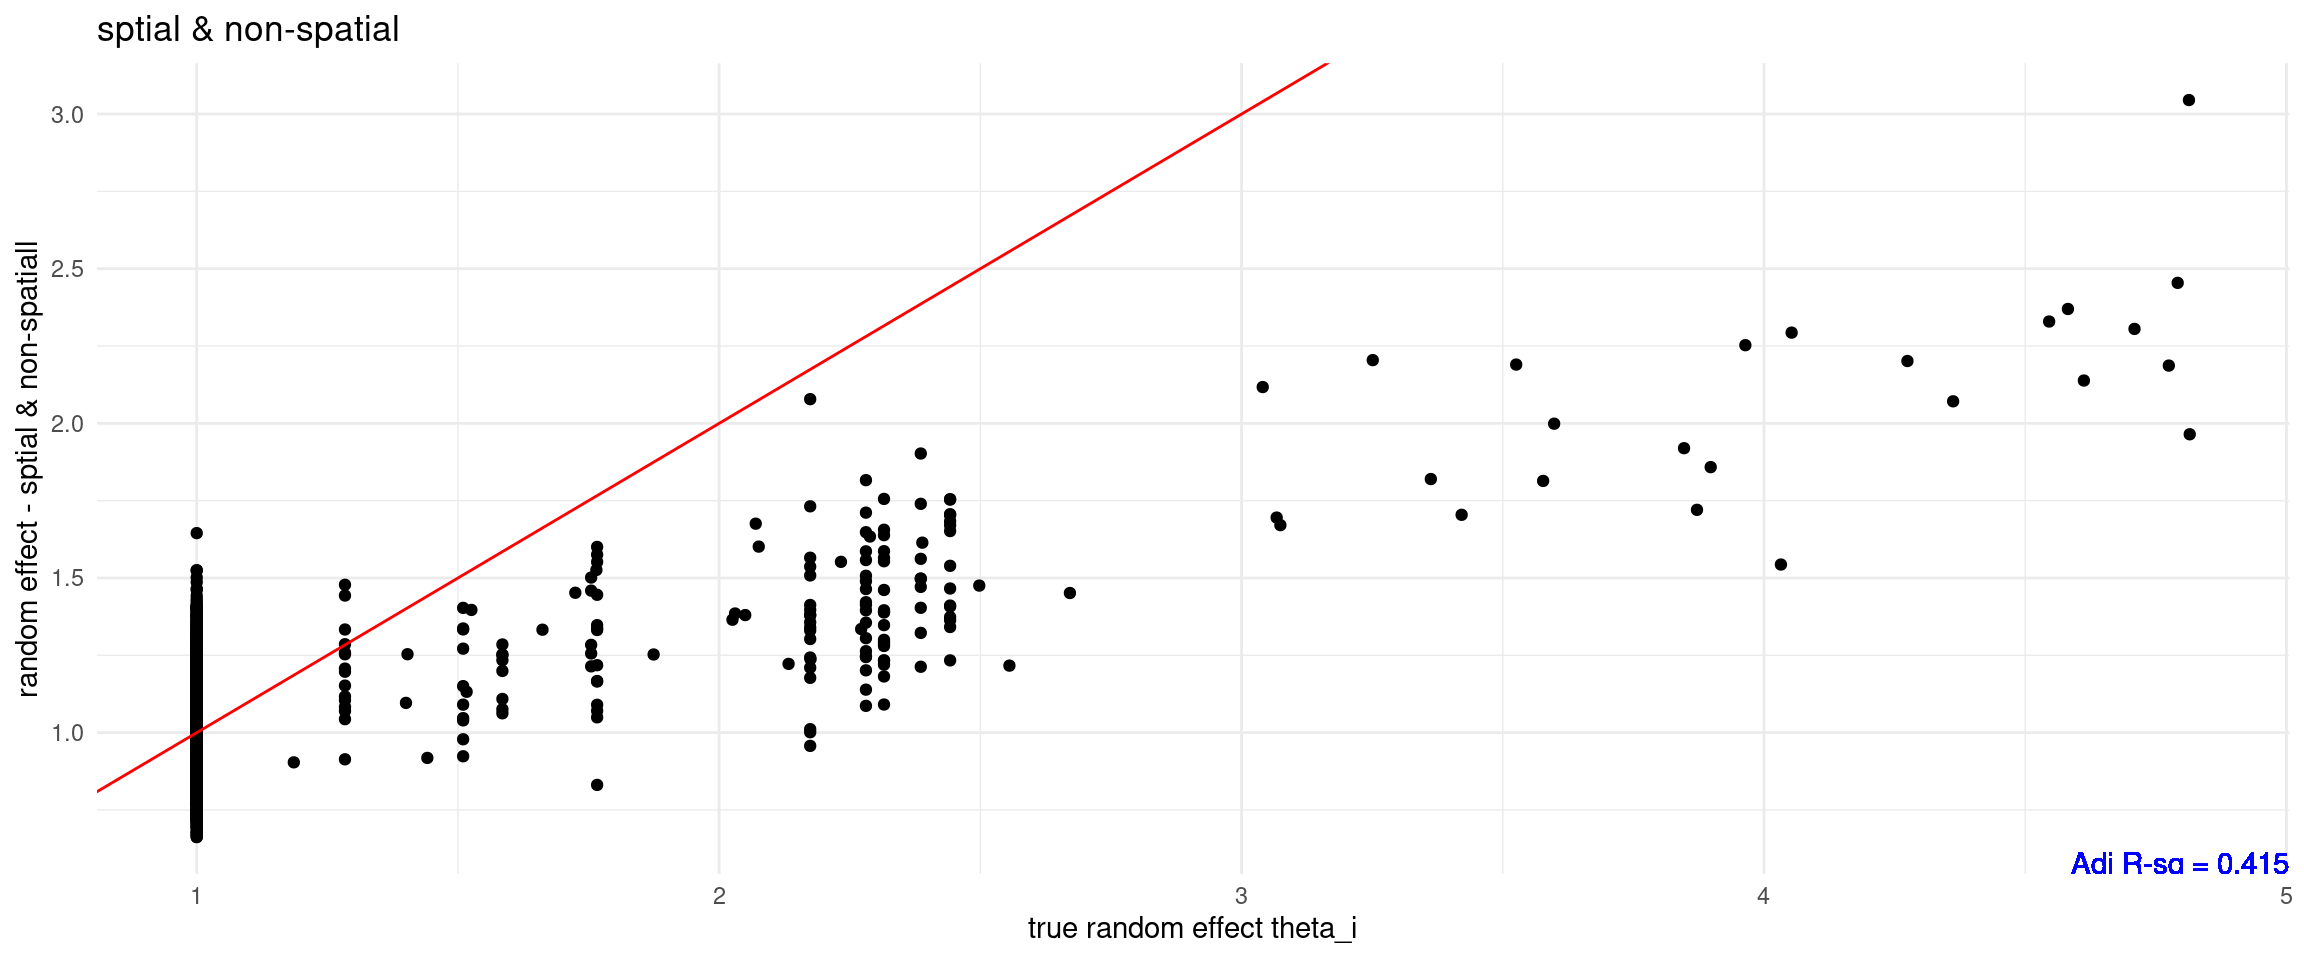 sptial & non-spatial
random effect - sptial & non-spatiall
3.0
2.5
2.0
1.5
1.0
Adj R-sq = 0.415
1 2 3 4 5
true random effect theta_i